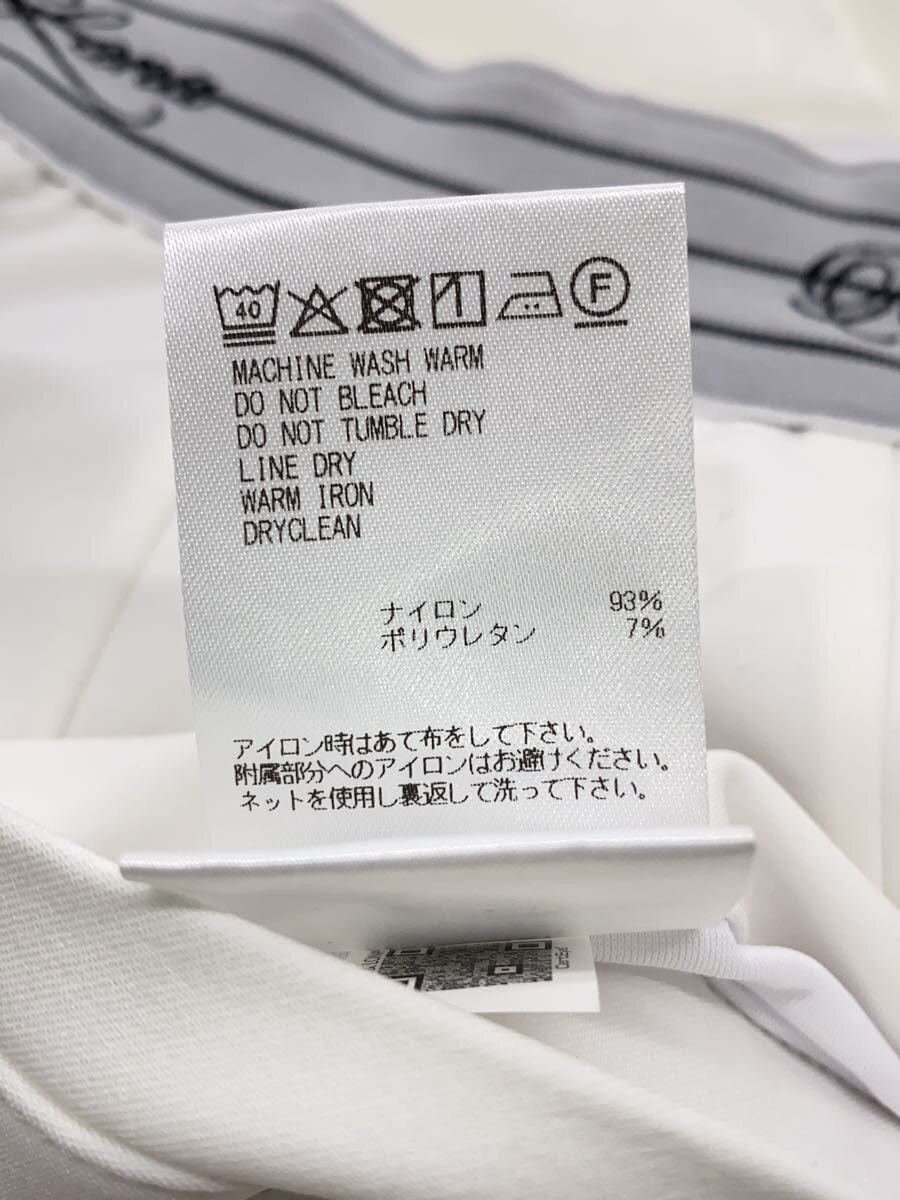 40
1
F
MACHINE WASH WARM
DO NOT BLEACH
DO NOT TUMBLE DRY
LINE DRY
WARM IRON
DRYCLEAN
ナイロン 93%
ポリウレタン 7%
アイロン時はあて布をして下さい。
附属部分へのアイロンはお避けください。
ネットを使用し裏返して洗って下さい。